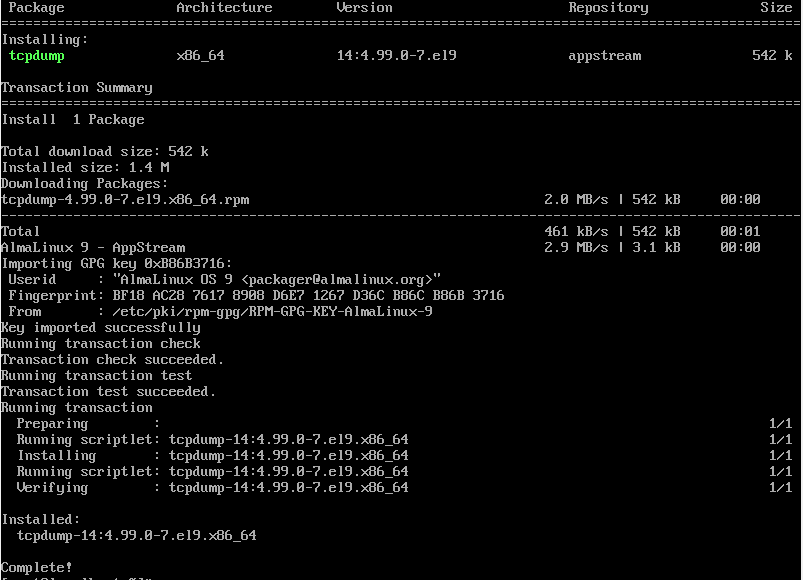 Package Architecture Version Repository Size
================================================================================
Installing:
tcpdump x86_64 14:4.99.0-7.el9 appstream 542 k
Transaction Summary
================================================================================
Install 1 Package
Total download size: 542 k
Installed size: 1.4 M
Downloading Packages:
tcpdump-4.99.0-7.el9.x86_64.rpm 2.0 MB/s | 542 kB 00:00
--------------------------------------------------------------------------------
Total 461 kB/s | 542 kB 00:01
AlmaLinux 9 - AppStream 2.9 MB/s | 3.1 kB 00:00
Importing GPG key 0xB86B3716:
Userid : "AlmaLinux OS 9 <packager@almalinux.org>"
Fingerprint: BF18 AC28 7617 8908 D6E7 1267 D36C B86C B86B 3716
From : /etc/pki/rpm-gpg/RPM-GPG-KEY-AlmaLinux-9
Key imported successfully
Running transaction check
Transaction check succeeded.
Running transaction test
Transaction test succeeded.
Running transaction
Preparing : 1/1
Running scriptlet: tcpdump-14:4.99.0-7.el9.x86_64 1/1
Installing : tcpdump-14:4.99.0-7.el9.x86_64 1/1
Running scriptlet: tcpdump-14:4.99.0-7.el9.x86_64 1/1
Verifying : tcpdump-14:4.99.0-7.el9.x86_64 1/1
Installed:
tcpdump-14:4.99.0-7.el9.x86_64
Complete!